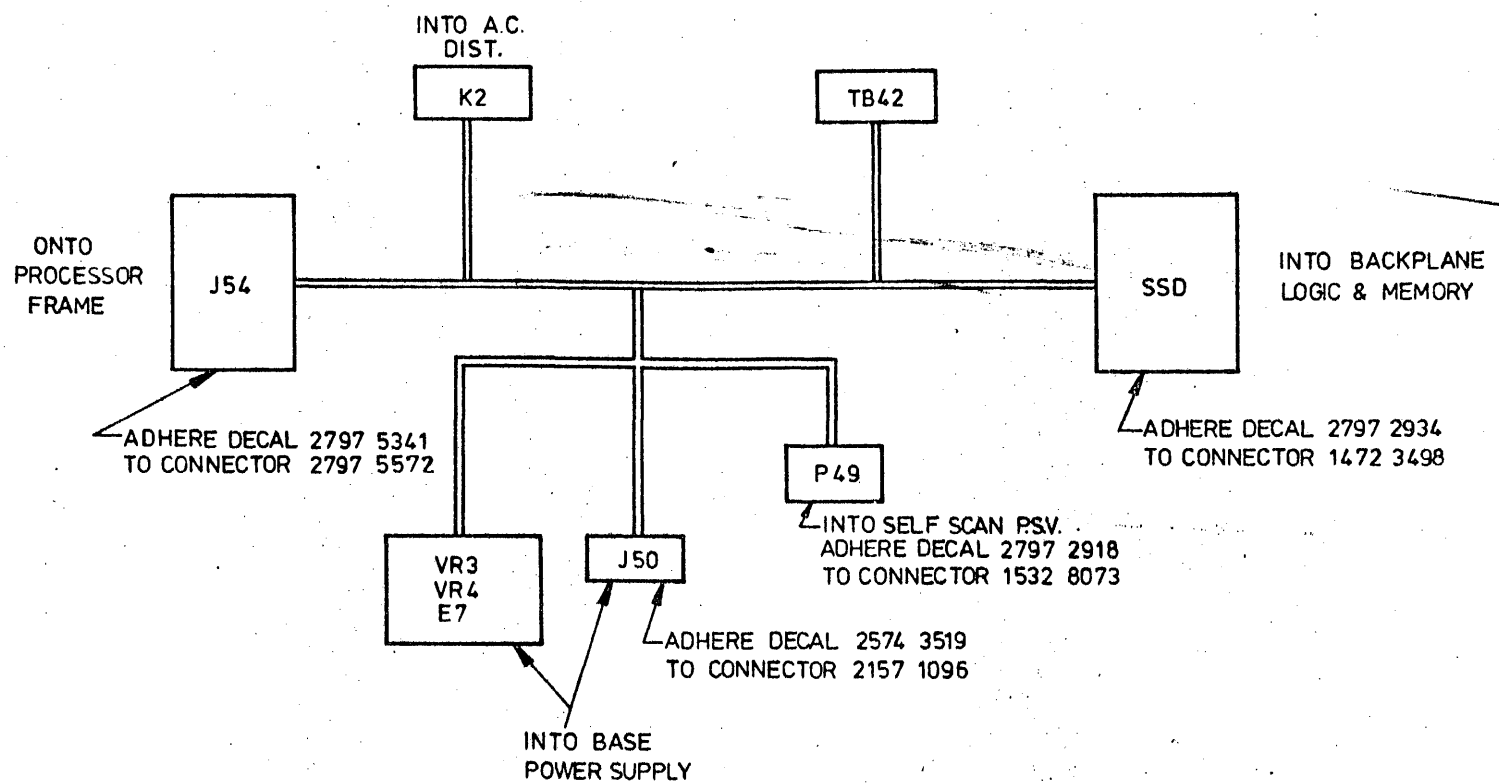 INTO A.C.
DIST.
K2
TB42
ONTO
PROCESSOR
FRAME
J54
SSD
INTO BACKPLANE
LOGIC & MEMORY
ADHERE DECAL 2797 5341
TO CONNECTOR 2797 5572
ADHERE DECAL 2797 2934
TO CONNECTOR 1472 3498
P49
INTO SELF SCAN P.S.V.
ADHERE DECAL 2797 2918
TO CONNECTOR 1532 8073
VR3
VR4
E7
J50
ADHERE DECAL 2574 3519
TO CONNECTOR 2157 1096
INTO BASE
POWER SUPPLY